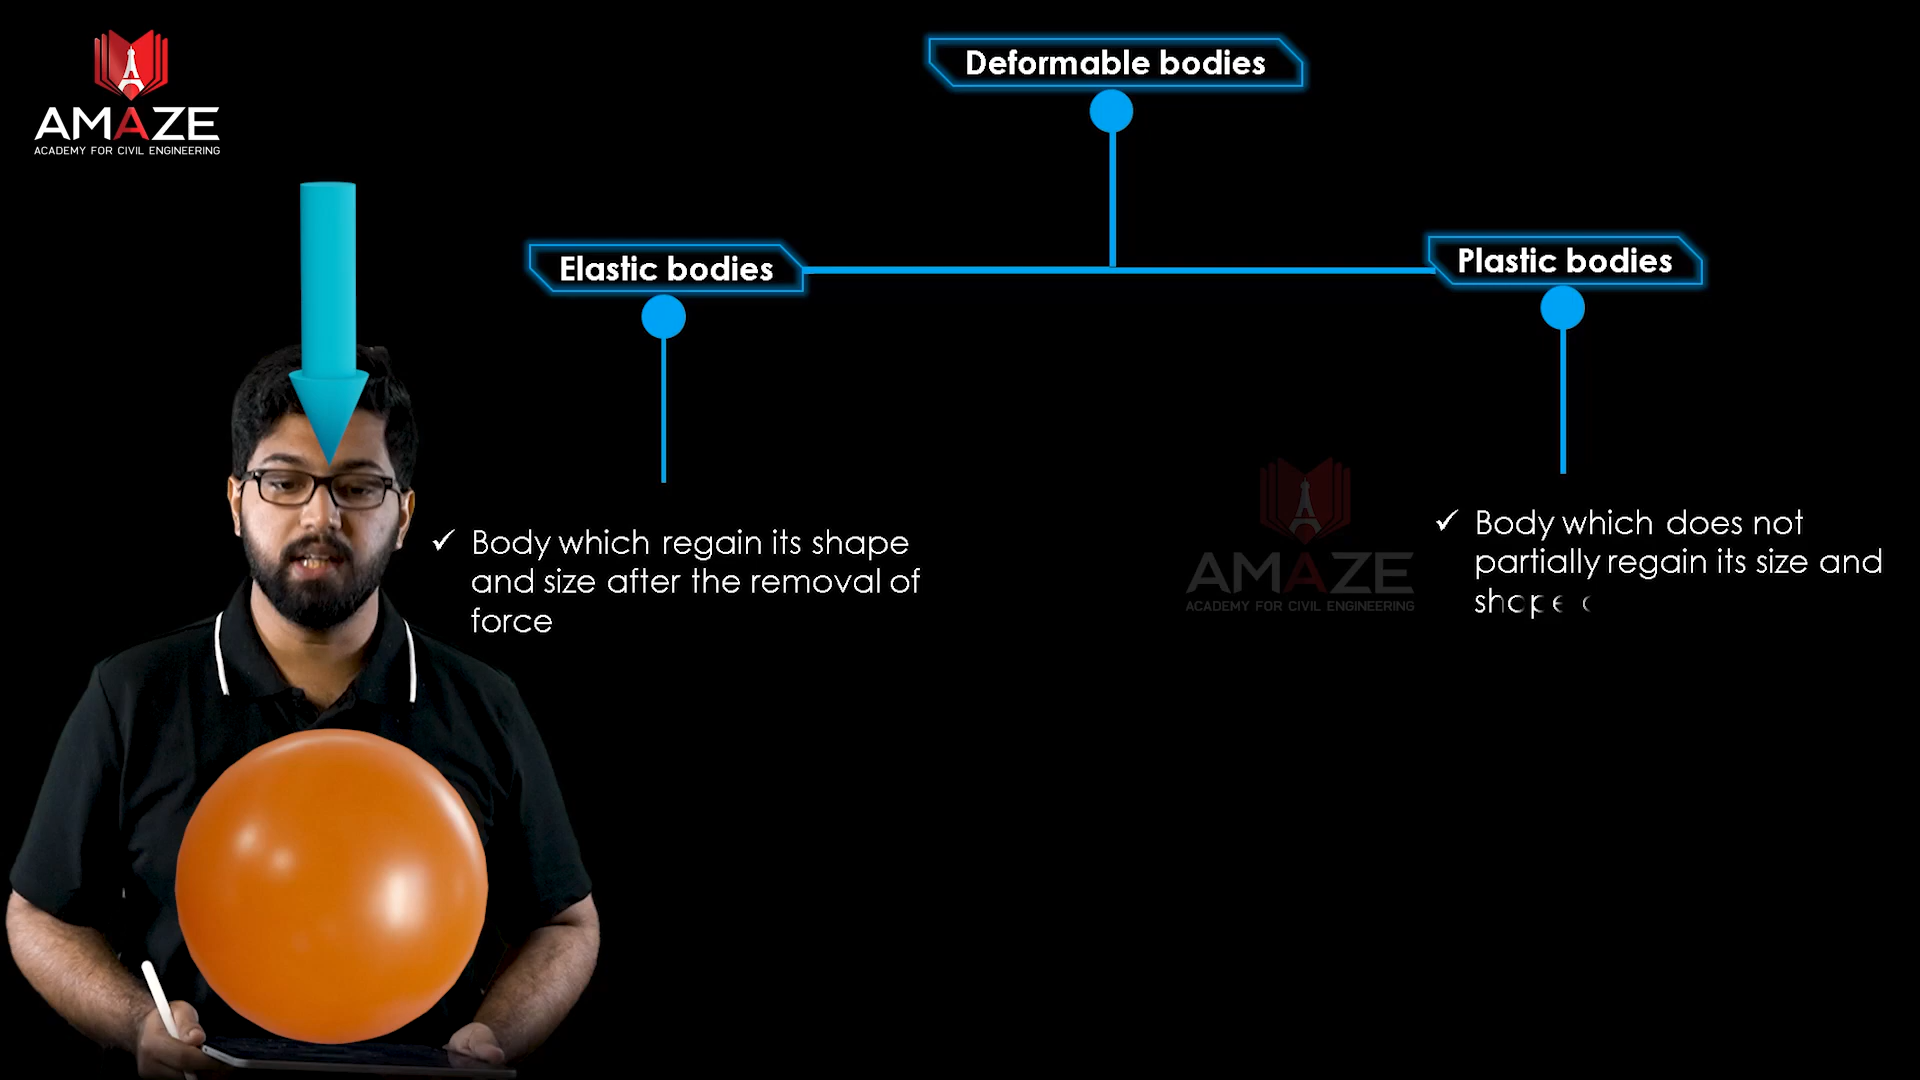 AMAZE
ACADEMY FOR CIVIL ENGINEERING
Deformable bodies
Elastic bodies
Plastic bodies
✓ Body which regain its shape
and size after the removal of
force
✓ Body which does not
partially regain its size and
shape
AMAZE
ACADEMY FOR CIVIL ENGINEERING